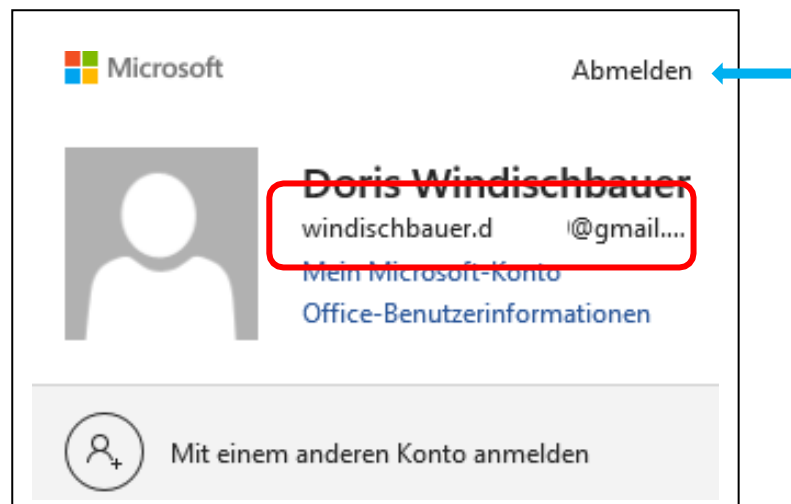 Microsoft
Abmelden
Doris Windischbauer
windischbauer.d @gmail....
Mein Microsoft-Konto
Office-Benutzerinformationen
Mit einem anderen Konto anmelden